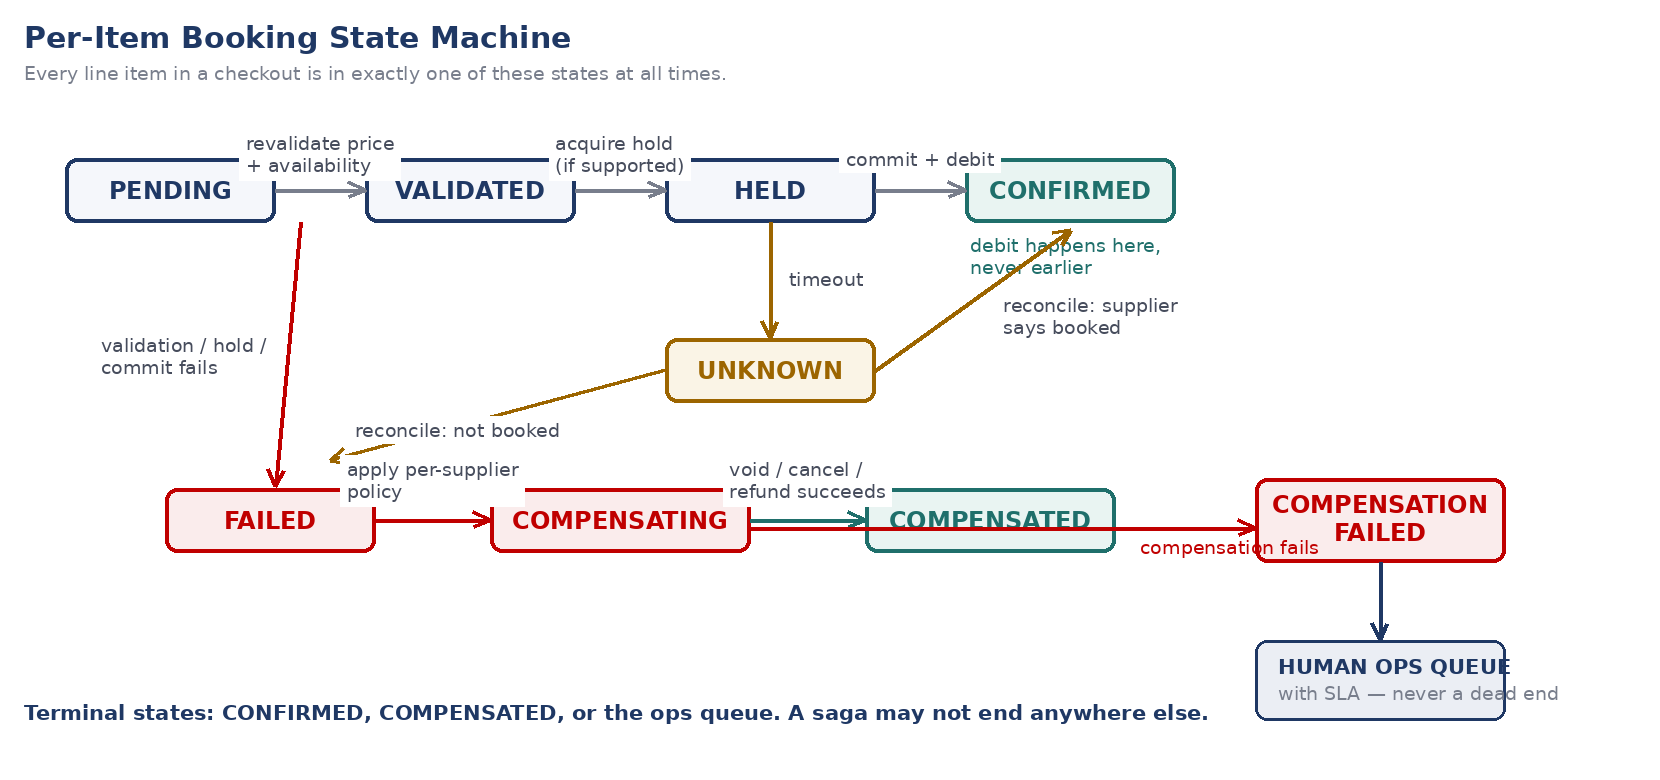 Per-Item Booking State Machine
Every line item in a checkout is in exactly one of these states at all times.
revalidate price
+ availability
acquire hold
(if supported)
commit + debit
PENDING
VALIDATED
HELD
CONFIRMED
debit happens here,
never earlier
timeout
reconcile: supplier
says booked
validation / hold /
commit fails
UNKNOWN
reconcile: not booked
apply per-supplier
policy
void / cancel /
refund succeeds
FAILED
COMPENSATING
COMPENSATED
COMPENSATION
FAILED
compensation fails
HUMAN OPS QUEUE
with SLA — never a dead end
Terminal states: CONFIRMED, COMPENSATED, or the ops queue. A saga may not end anywhere else.